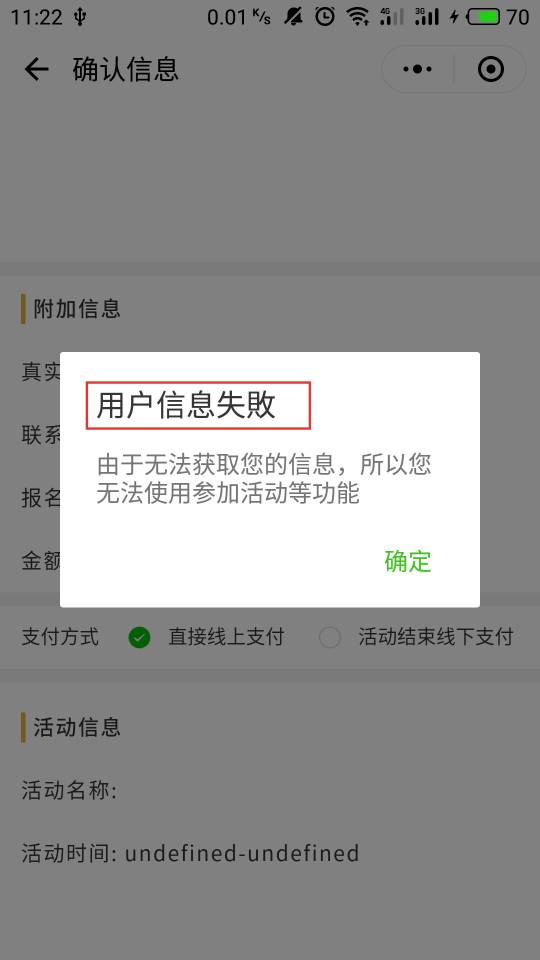 11:22 0.01 K/s 4G 3G 70
确认信息
附加信息
真实
联系
用户信息失败
由于无法获取您的信息，所以您
无法使用参加活动等功能
报名
确定
金额
支付方式 直接线上支付 活动结束线下支付
活动信息
活动名称:
活动时间: undefined-undefined